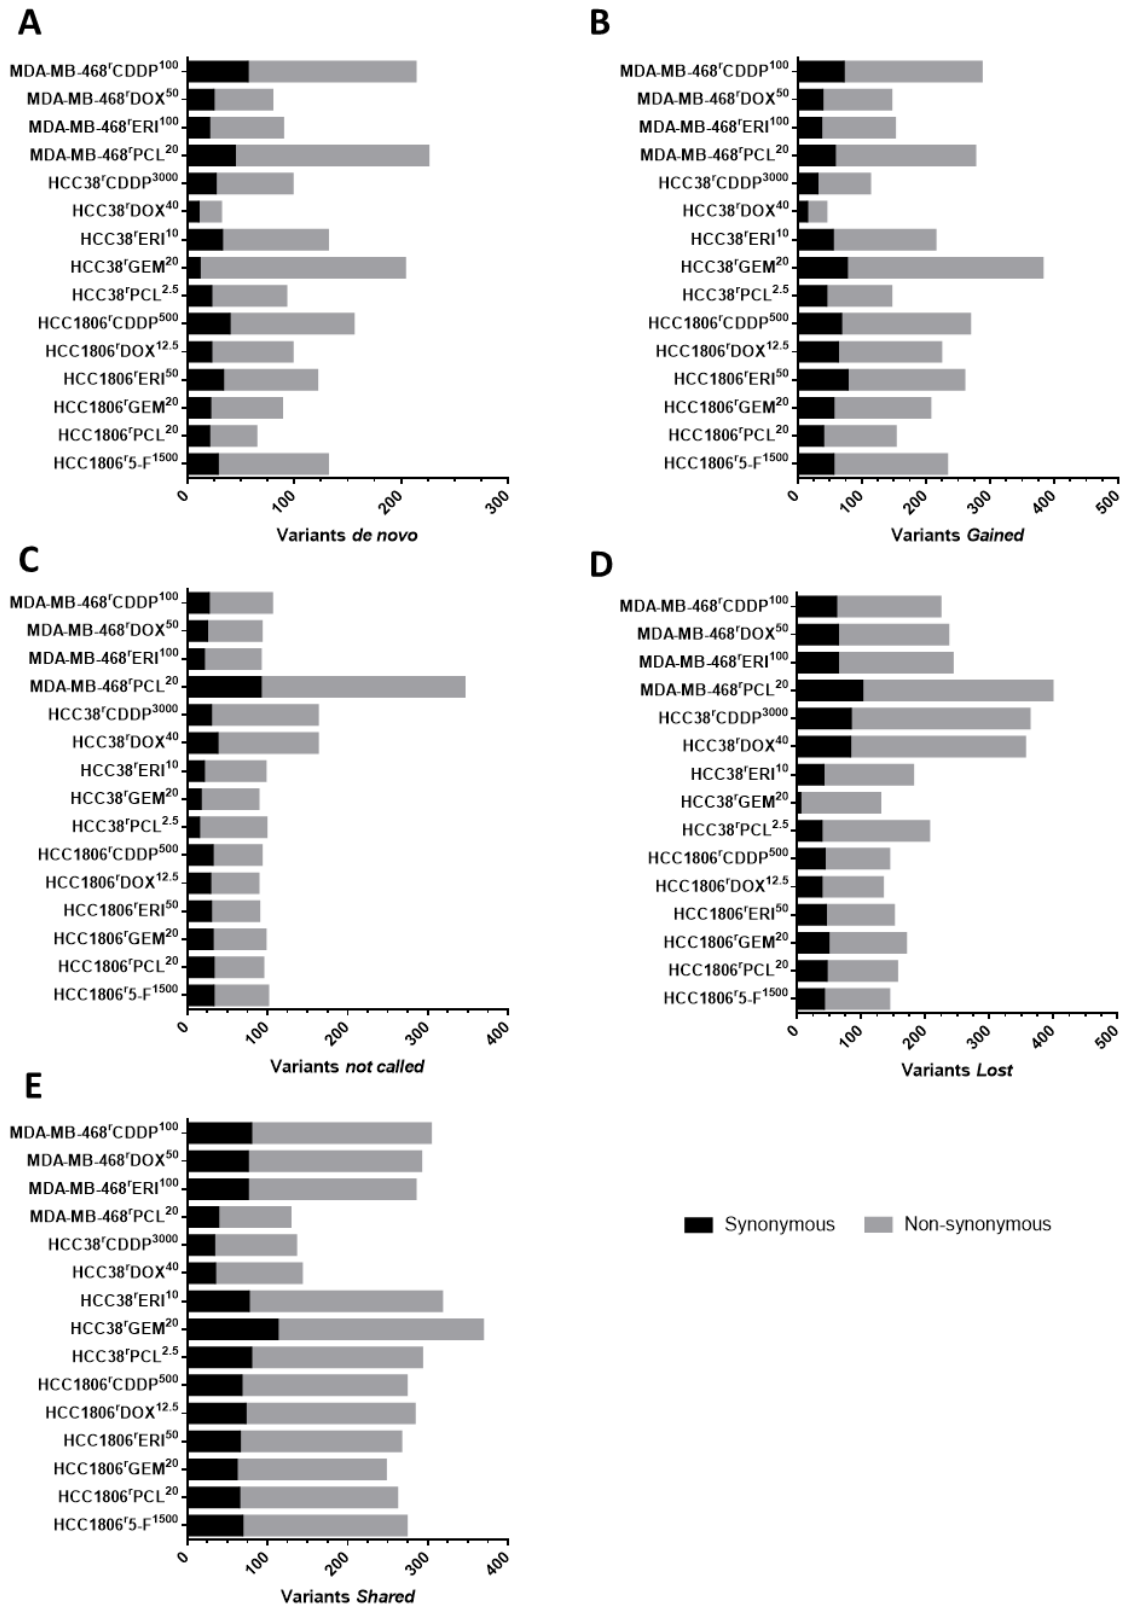 A
MDA-MB-468ʳCDDP¹⁰⁰
MDA-MB-468ʳDOX⁵⁰
MDA-MB-468ʳERI¹⁰⁰
MDA-MB-468ʳPCL²⁰
HCC38ʳCDDP³⁰⁰⁰
HCC38ʳDOX⁴⁰
HCC38ʳERI¹⁰
HCC38ʳGEM²⁰
HCC38ʳPCL²·⁵
HCC1806ʳCDDP⁵⁰⁰
HCC1806ʳDOX¹²·⁵
HCC1806ʳERI⁵⁰
HCC1806ʳGEM²⁰
HCC1806ʳPCL²⁰
HCC1806ʳ5-F¹⁵⁰⁰
0 100 200 300
Variants de novo
B
MDA-MB-468ʳCDDP¹⁰⁰
MDA-MB-468ʳDOX⁵⁰
MDA-MB-468ʳERI¹⁰⁰
MDA-MB-468ʳPCL²⁰
HCC38ʳCDDP³⁰⁰⁰
HCC38ʳDOX⁴⁰
HCC38ʳERI¹⁰
HCC38ʳGEM²⁰
HCC38ʳPCL²·⁵
HCC1806ʳCDDP⁵⁰⁰
HCC1806ʳDOX¹²·⁵
HCC1806ʳERI⁵⁰
HCC1806ʳGEM²⁰
HCC1806ʳPCL²⁰
HCC1806ʳ5-F¹⁵⁰⁰
0 100 200 300 400 500
Variants Gained
C
MDA-MB-468ʳCDDP¹⁰⁰
MDA-MB-468ʳDOX⁵⁰
MDA-MB-468ʳERI¹⁰⁰
MDA-MB-468ʳPCL²⁰
HCC38ʳCDDP³⁰⁰⁰
HCC38ʳDOX⁴⁰
HCC38ʳERI¹⁰
HCC38ʳGEM²⁰
HCC38ʳPCL²·⁵
HCC1806ʳCDDP⁵⁰⁰
HCC1806ʳDOX¹²·⁵
HCC1806ʳERI⁵⁰
HCC1806ʳGEM²⁰
HCC1806ʳPCL²⁰
HCC1806ʳ5-F¹⁵⁰⁰
0 100 200 300 400
Variants not called
D
MDA-MB-468ʳCDDP¹⁰⁰
MDA-MB-468ʳDOX⁵⁰
MDA-MB-468ʳERI¹⁰⁰
MDA-MB-468ʳPCL²⁰
HCC38ʳCDDP³⁰⁰⁰
HCC38ʳDOX⁴⁰
HCC38ʳERI¹⁰
HCC38ʳGEM²⁰
HCC38ʳPCL²·⁵
HCC1806ʳCDDP⁵⁰⁰
HCC1806ʳDOX¹²·⁵
HCC1806ʳERI⁵⁰
HCC1806ʳGEM²⁰
HCC1806ʳPCL²⁰
HCC1806ʳ5-F¹⁵⁰⁰
0 100 200 300 400 500
Variants Lost
E
MDA-MB-468ʳCDDP¹⁰⁰
MDA-MB-468ʳDOX⁵⁰
MDA-MB-468ʳERI¹⁰⁰
MDA-MB-468ʳPCL²⁰
HCC38ʳCDDP³⁰⁰⁰
HCC38ʳDOX⁴⁰
HCC38ʳERI¹⁰
HCC38ʳGEM²⁰
HCC38ʳPCL²·⁵
HCC1806ʳCDDP⁵⁰⁰
HCC1806ʳDOX¹²·⁵
HCC1806ʳERI⁵⁰
HCC1806ʳGEM²⁰
HCC1806ʳPCL²⁰
HCC1806ʳ5-F¹⁵⁰⁰
0 100 200 300 400
Variants Shared
Synonymous Non-synonymous